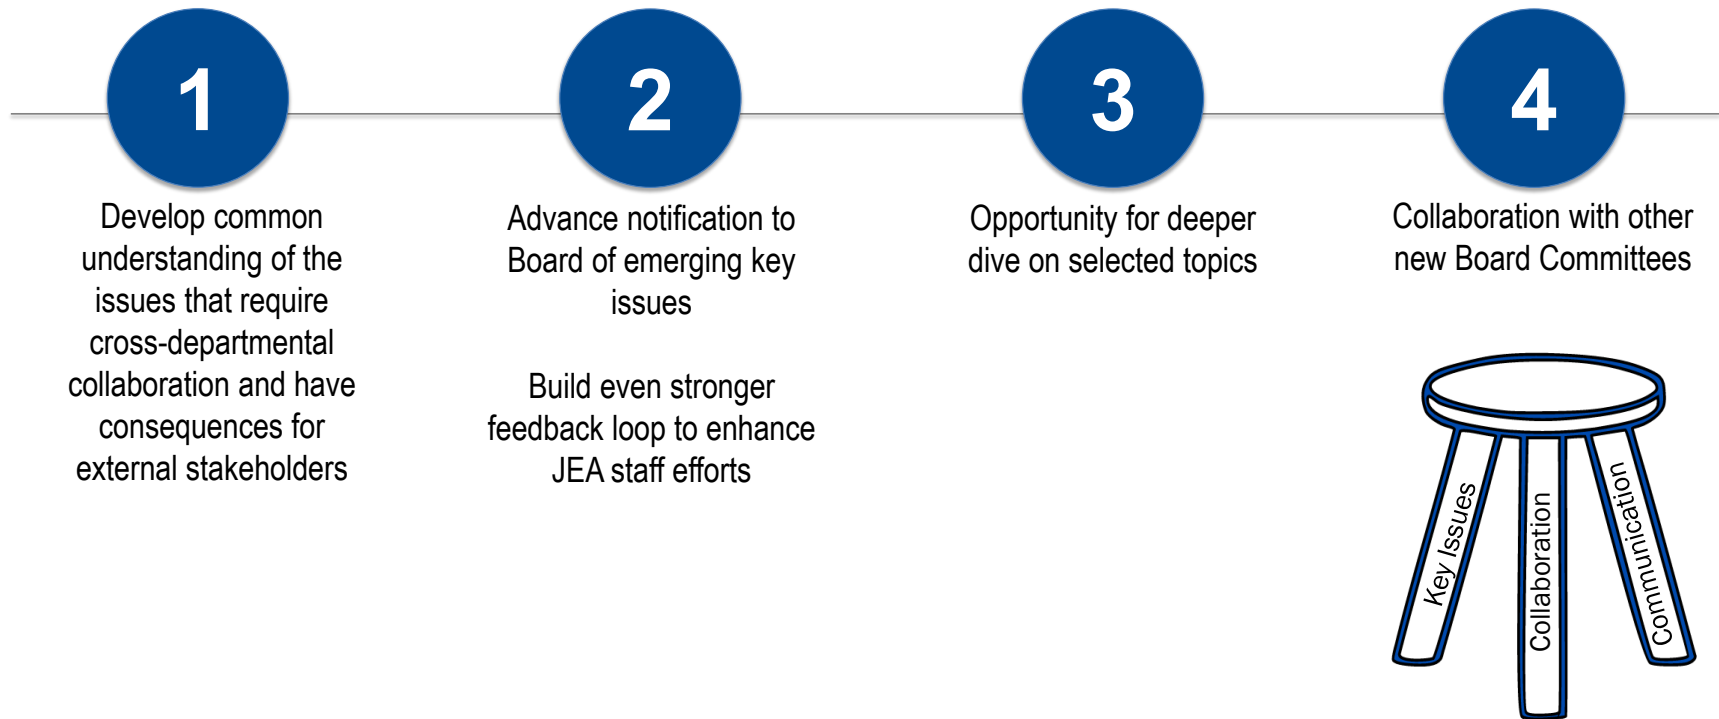 1
Develop common
understanding of the
issues that require
cross-departmental
collaboration and have
consequences for
external stakeholders
2
Advance notification to
Board of emerging key
issues
Build even stronger
feedback loop to enhance
JEA staff efforts
3
Opportunity for deeper
dive on selected topics
4
Collaboration with other
new Board Committees
Key Issues
Collaboration
Communication